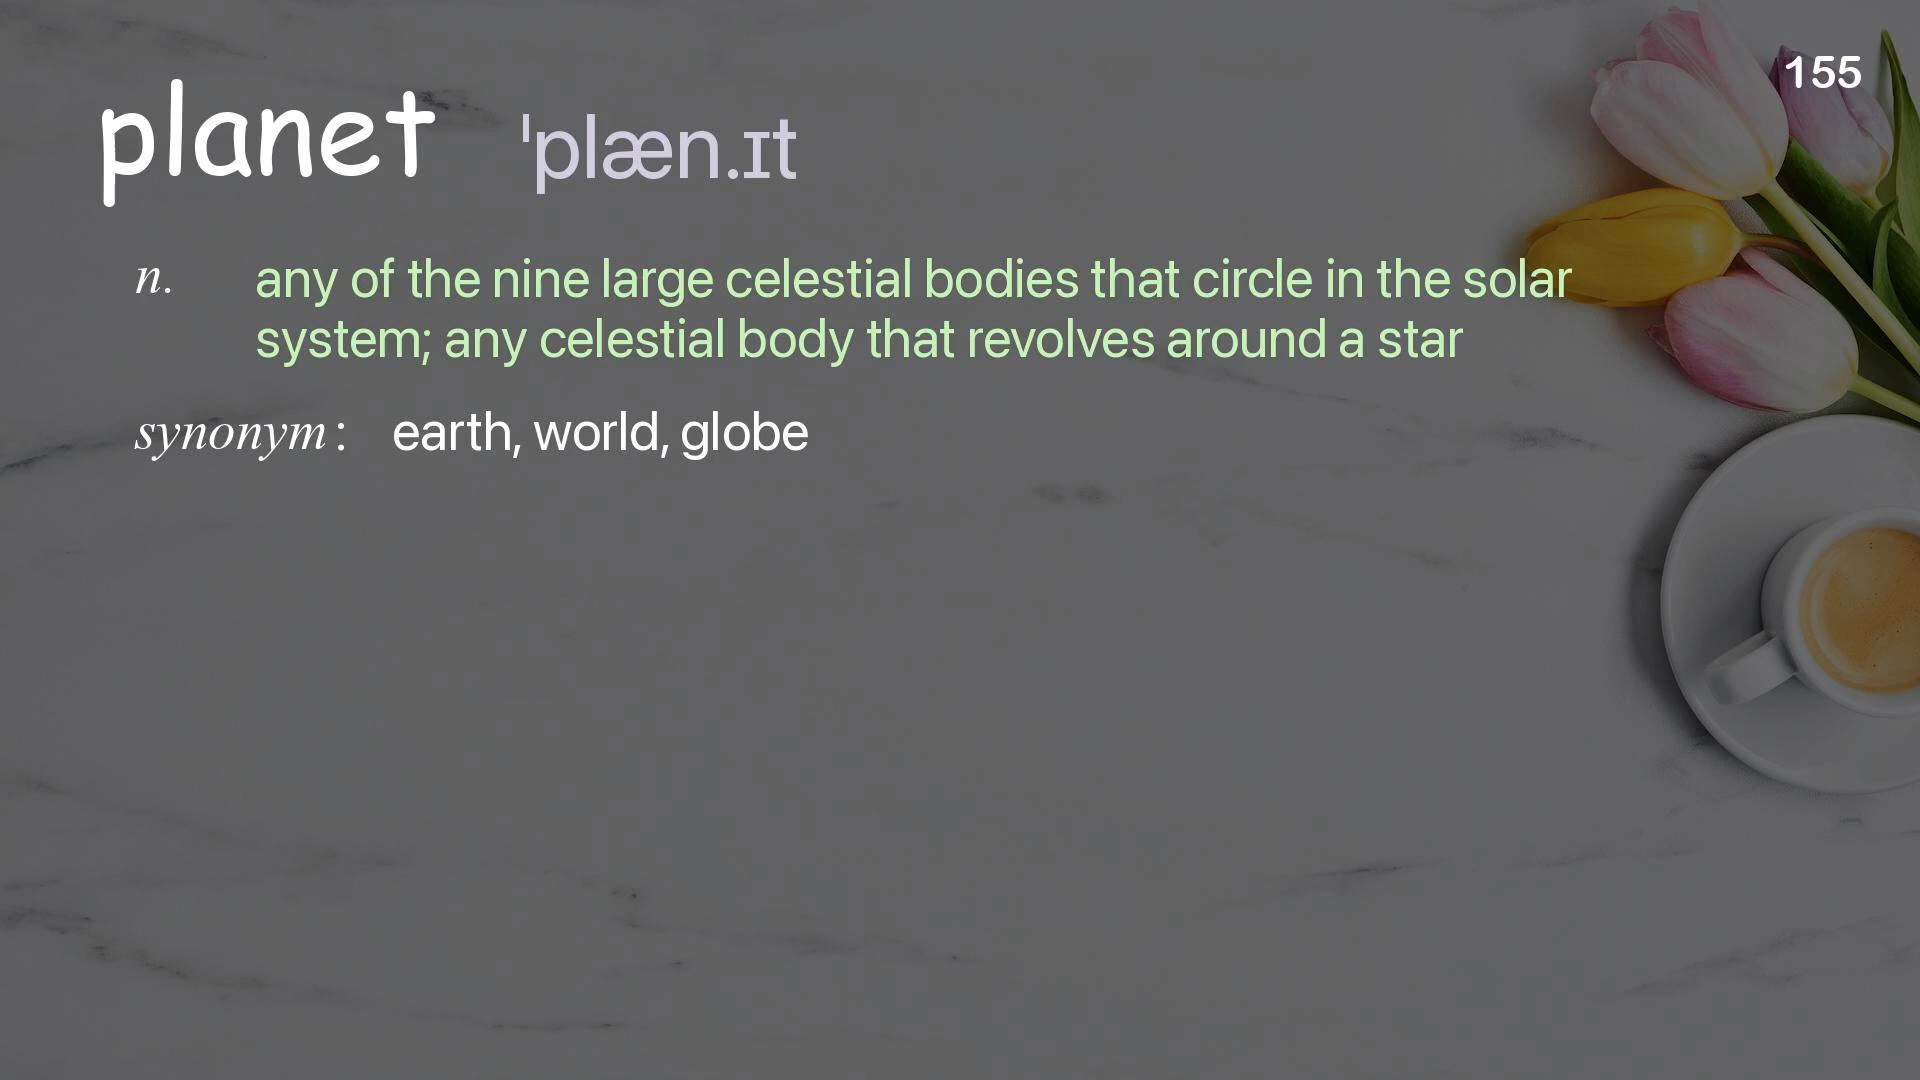 155
planet ˈplæn.ɪt
n. any of the nine large celestial bodies that circle in the solar
system; any celestial body that revolves around a star
synonym : earth, world, globe